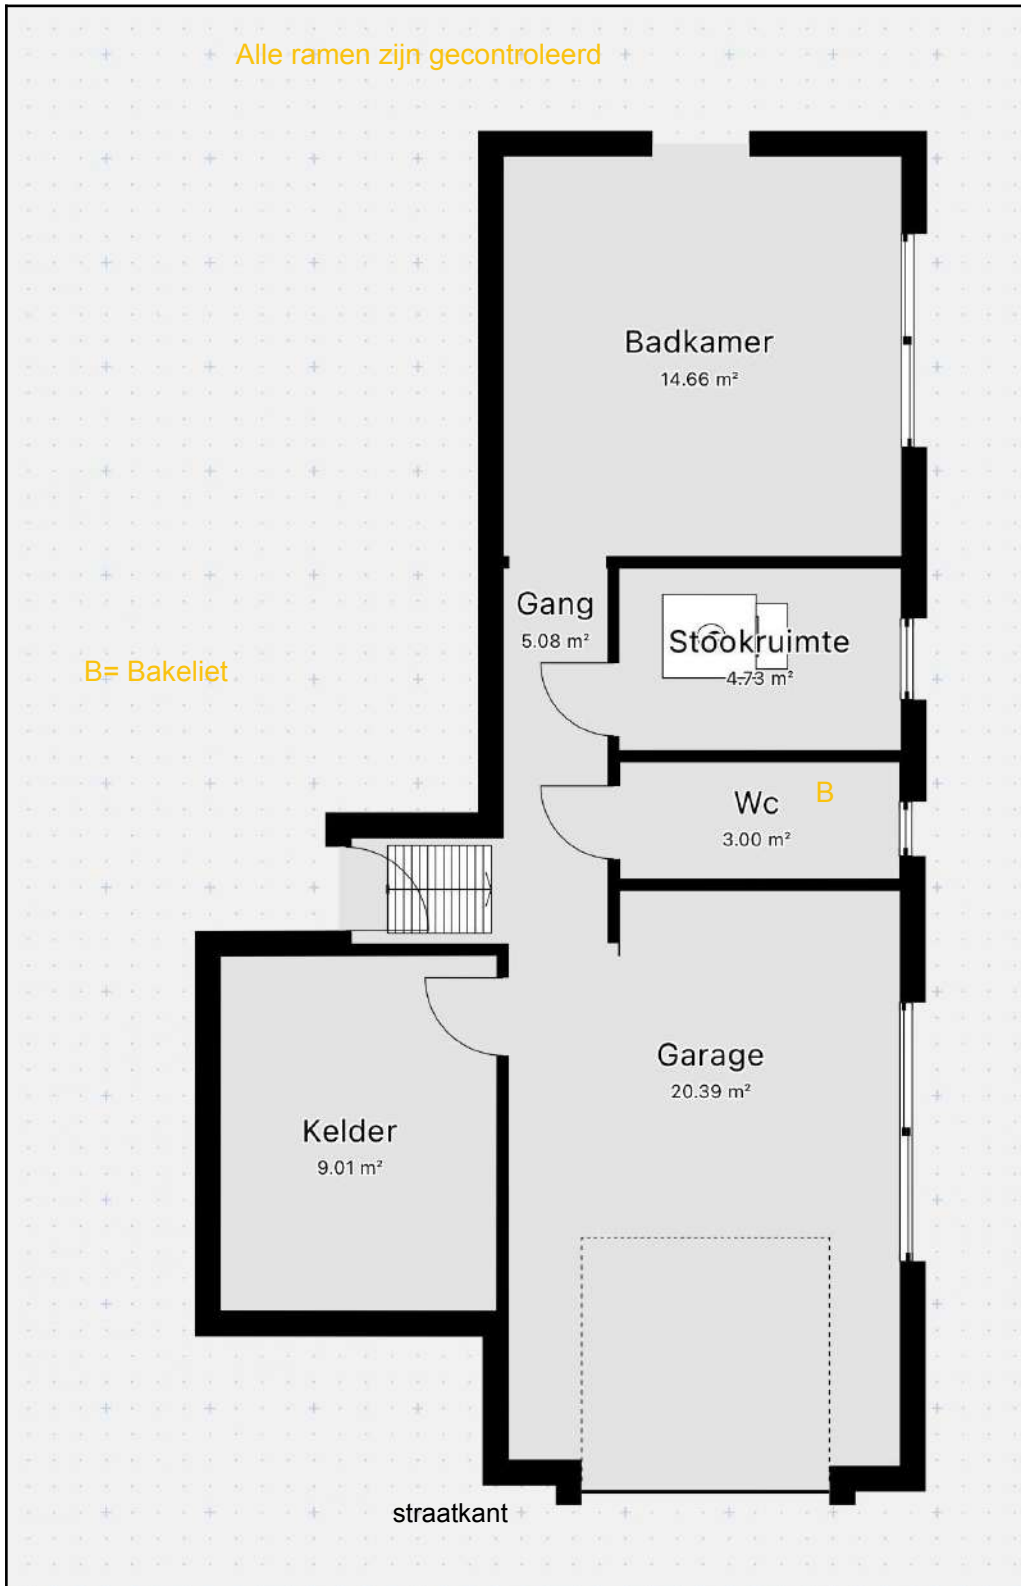 Alle ramen zijn gecontroleerd
Badkamer
14.66 m²
Gang
5.08 m²
Stookruimte
4.73 m²
B= Bakeliet
Wc
B
3.00 m²
Garage
20.39 m²
Kelder
9.01 m²
straatkant